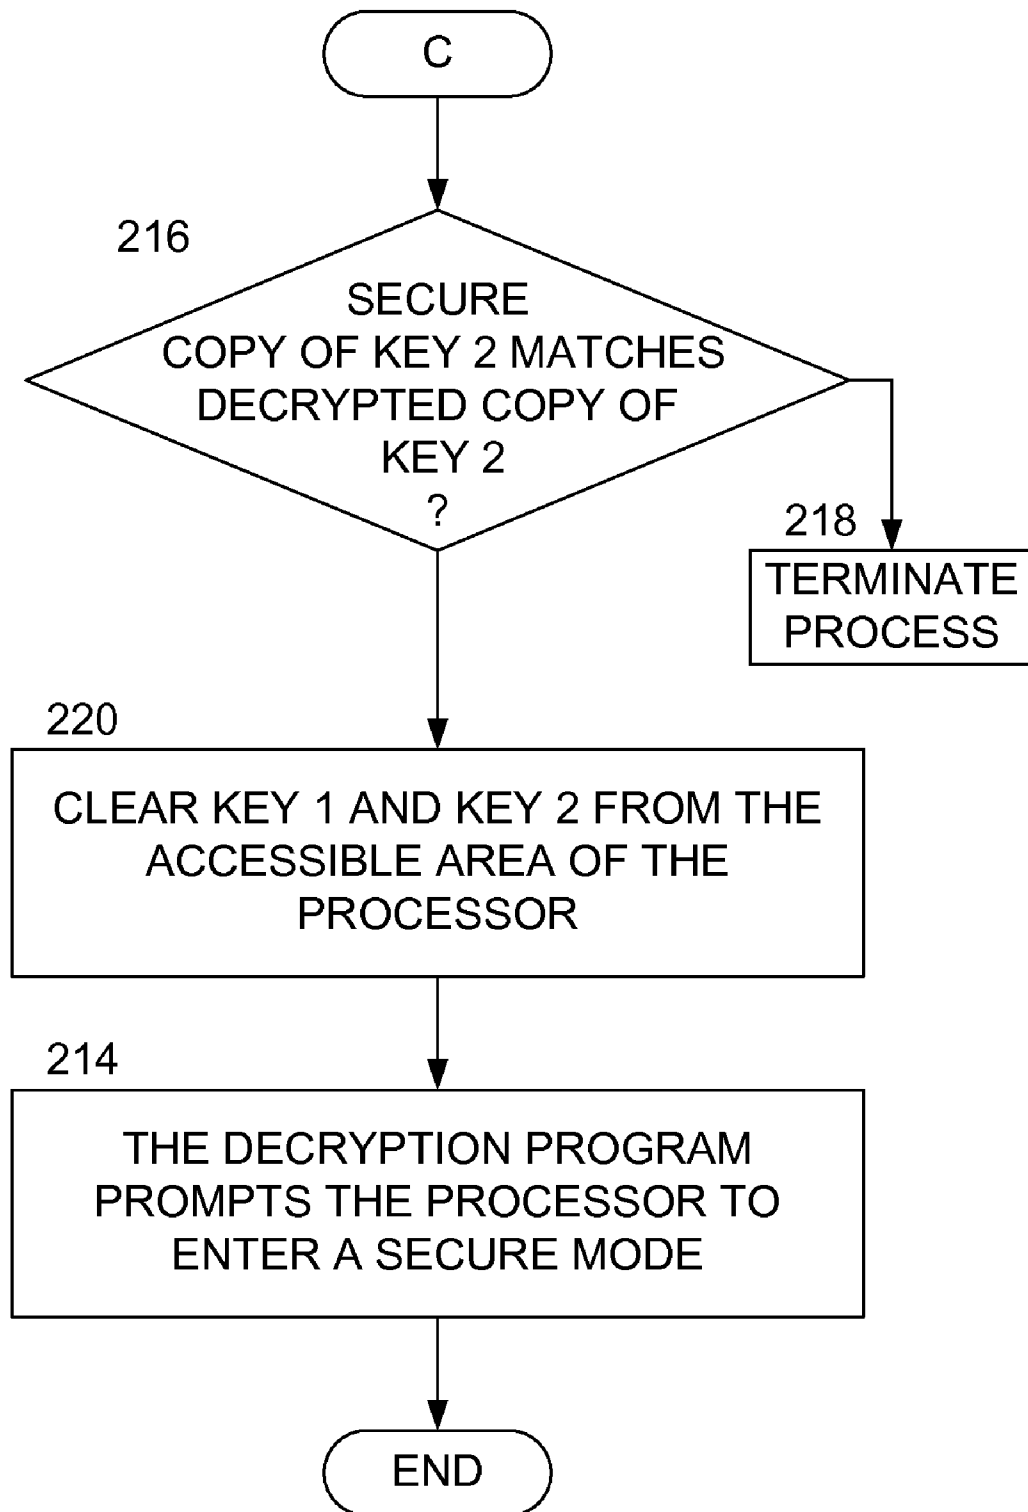 C
216
SECURE
COPY OF KEY 2 MATCHES
DECRYPTED COPY OF
KEY 2
?
218
TERMINATE
PROCESS
220
CLEAR KEY 1 AND KEY 2 FROM THE
ACCESSIBLE AREA OF THE
PROCESSOR
214
THE DECRYPTION PROGRAM
PROMPTS THE PROCESSOR TO
ENTER A SECURE MODE
END